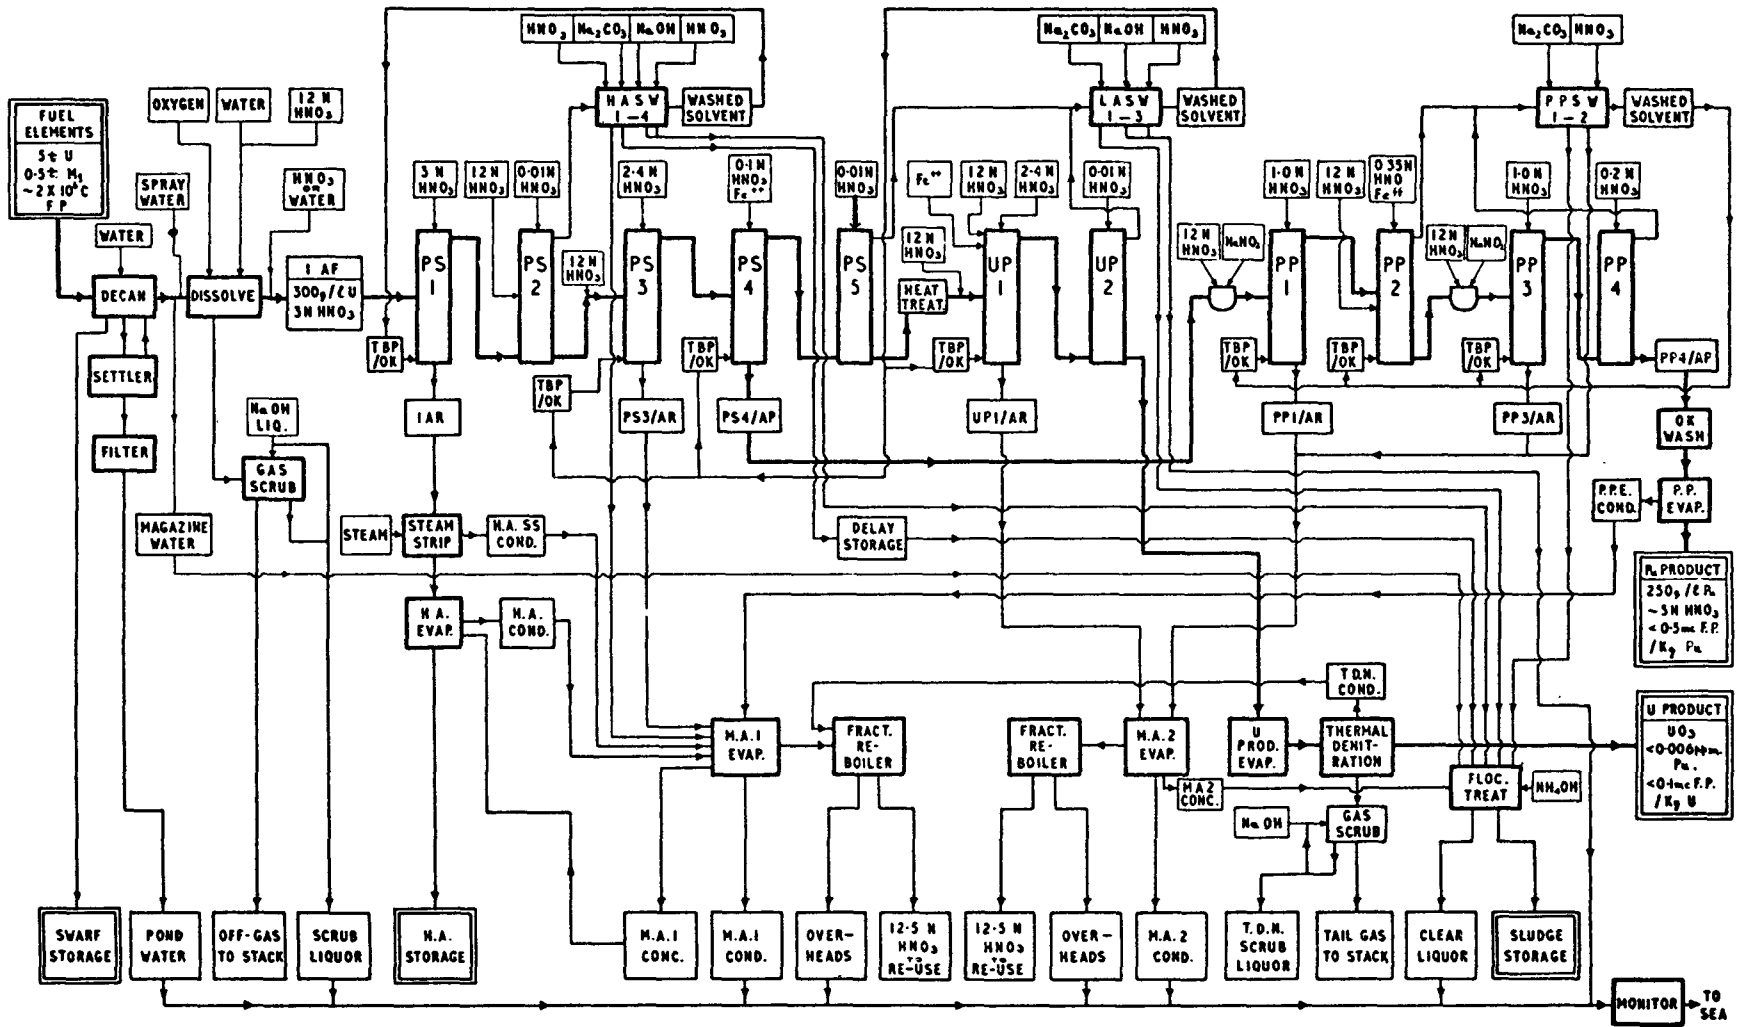 HNO3 Na2CO3 NaOH HNO3
HASW
1-4
WASHED
SOLVENT
Na2CO3 NaOH HNO3
LASW
1-3
WASHED
SOLVENT
Na2CO3 HNO3
PPSW
1-2
WASHED
SOLVENT
FUEL
ELEMENTS
5t U
0.5t Mg
~2 X 10⁶C
F P
OXYGEN
WATER
12 N
HNO3
SPRAY
WATER
HNO3
OR
WATER
WATER
DECAN
DISSOLVE
1 AF
300g/ℓ U
3N HNO3
SETTLER
FILTER
NaOH
LIQ.
GAS
SCRUB
MAGAZINE
WATER
3 N
HNO3
12 N
HNO3
0.01N
HNO3
2.4 N
HNO3
0.1N
HNO3
Fe++
0.01N
HNO3
Fe++
12 N
HNO3
2.4 N
HNO3
0.01N
HNO3
1.0 N
HNO3
12 N
HNO3
0.35N
HNO
Fe++
1.0 N
HNO3
0.2 N
HNO3
PS
1
PS
2
12 N
HNO3
PS
3
PS
4
PS
5
12 N
HNO3
HEAT
TREAT.
UP
1
UP
2
12 N
HNO3
NaNO2
PP
1
PP
2
12 N
HNO3
NaNO2
PP
3
PP
4
TBP
/OK
TBP
/OK
TBP
/OK
TBP
/OK
TBP
/OK
TBP
/OK
TBP
/OK
1AR
PS3/AR
PS4/AP
UP1/AR
PP1/AR
PP3/AR
PP4/AP
OK
WASH
P.P.E.
COND.
P.P.
EVAP.
STEAM
STEAM
STRIP
H.A. SS
COND.
DELAY
STORAGE
H.A.
EVAP.
H.A.
COND.
Pu PRODUCT
250g/ℓ Pu
~3N HNO3
<0.5mc F.P.
/Kg Pu
T.D.N.
COND.
M.A.1
EVAP.
FRACT.
RE-
BOILER
FRACT.
RE-
BOILER
M.A.2
EVAP.
U
PROD.
EVAP.
THERMAL
DENIT-
RATION
U PRODUCT
UO3
Pu.
<0.1mc F.P.
/Kg U
MA2
CONC.
FLOC.
TREAT
NH4OH
NaOH
GAS
SCRUB
SWARF
STORAGE
POND
WATER
OFF-GAS
TO STACK
SCRUB
LIQUOR
H.A.
STORAGE
M.A.1
CONC.
M.A.1
COND.
OVER-
HEADS
12.5 N
HNO3
TO
RE-USE
12.5 N
HNO3
TO
RE-USE
OVER-
HEADS
M.A.2
COND.
T.D.N.
SCRUB
LIQUOR
TAIL GAS
TO STACK
CLEAR
LIQUOR
SLUDGE
STORAGE
MONITOR
TO
SEA